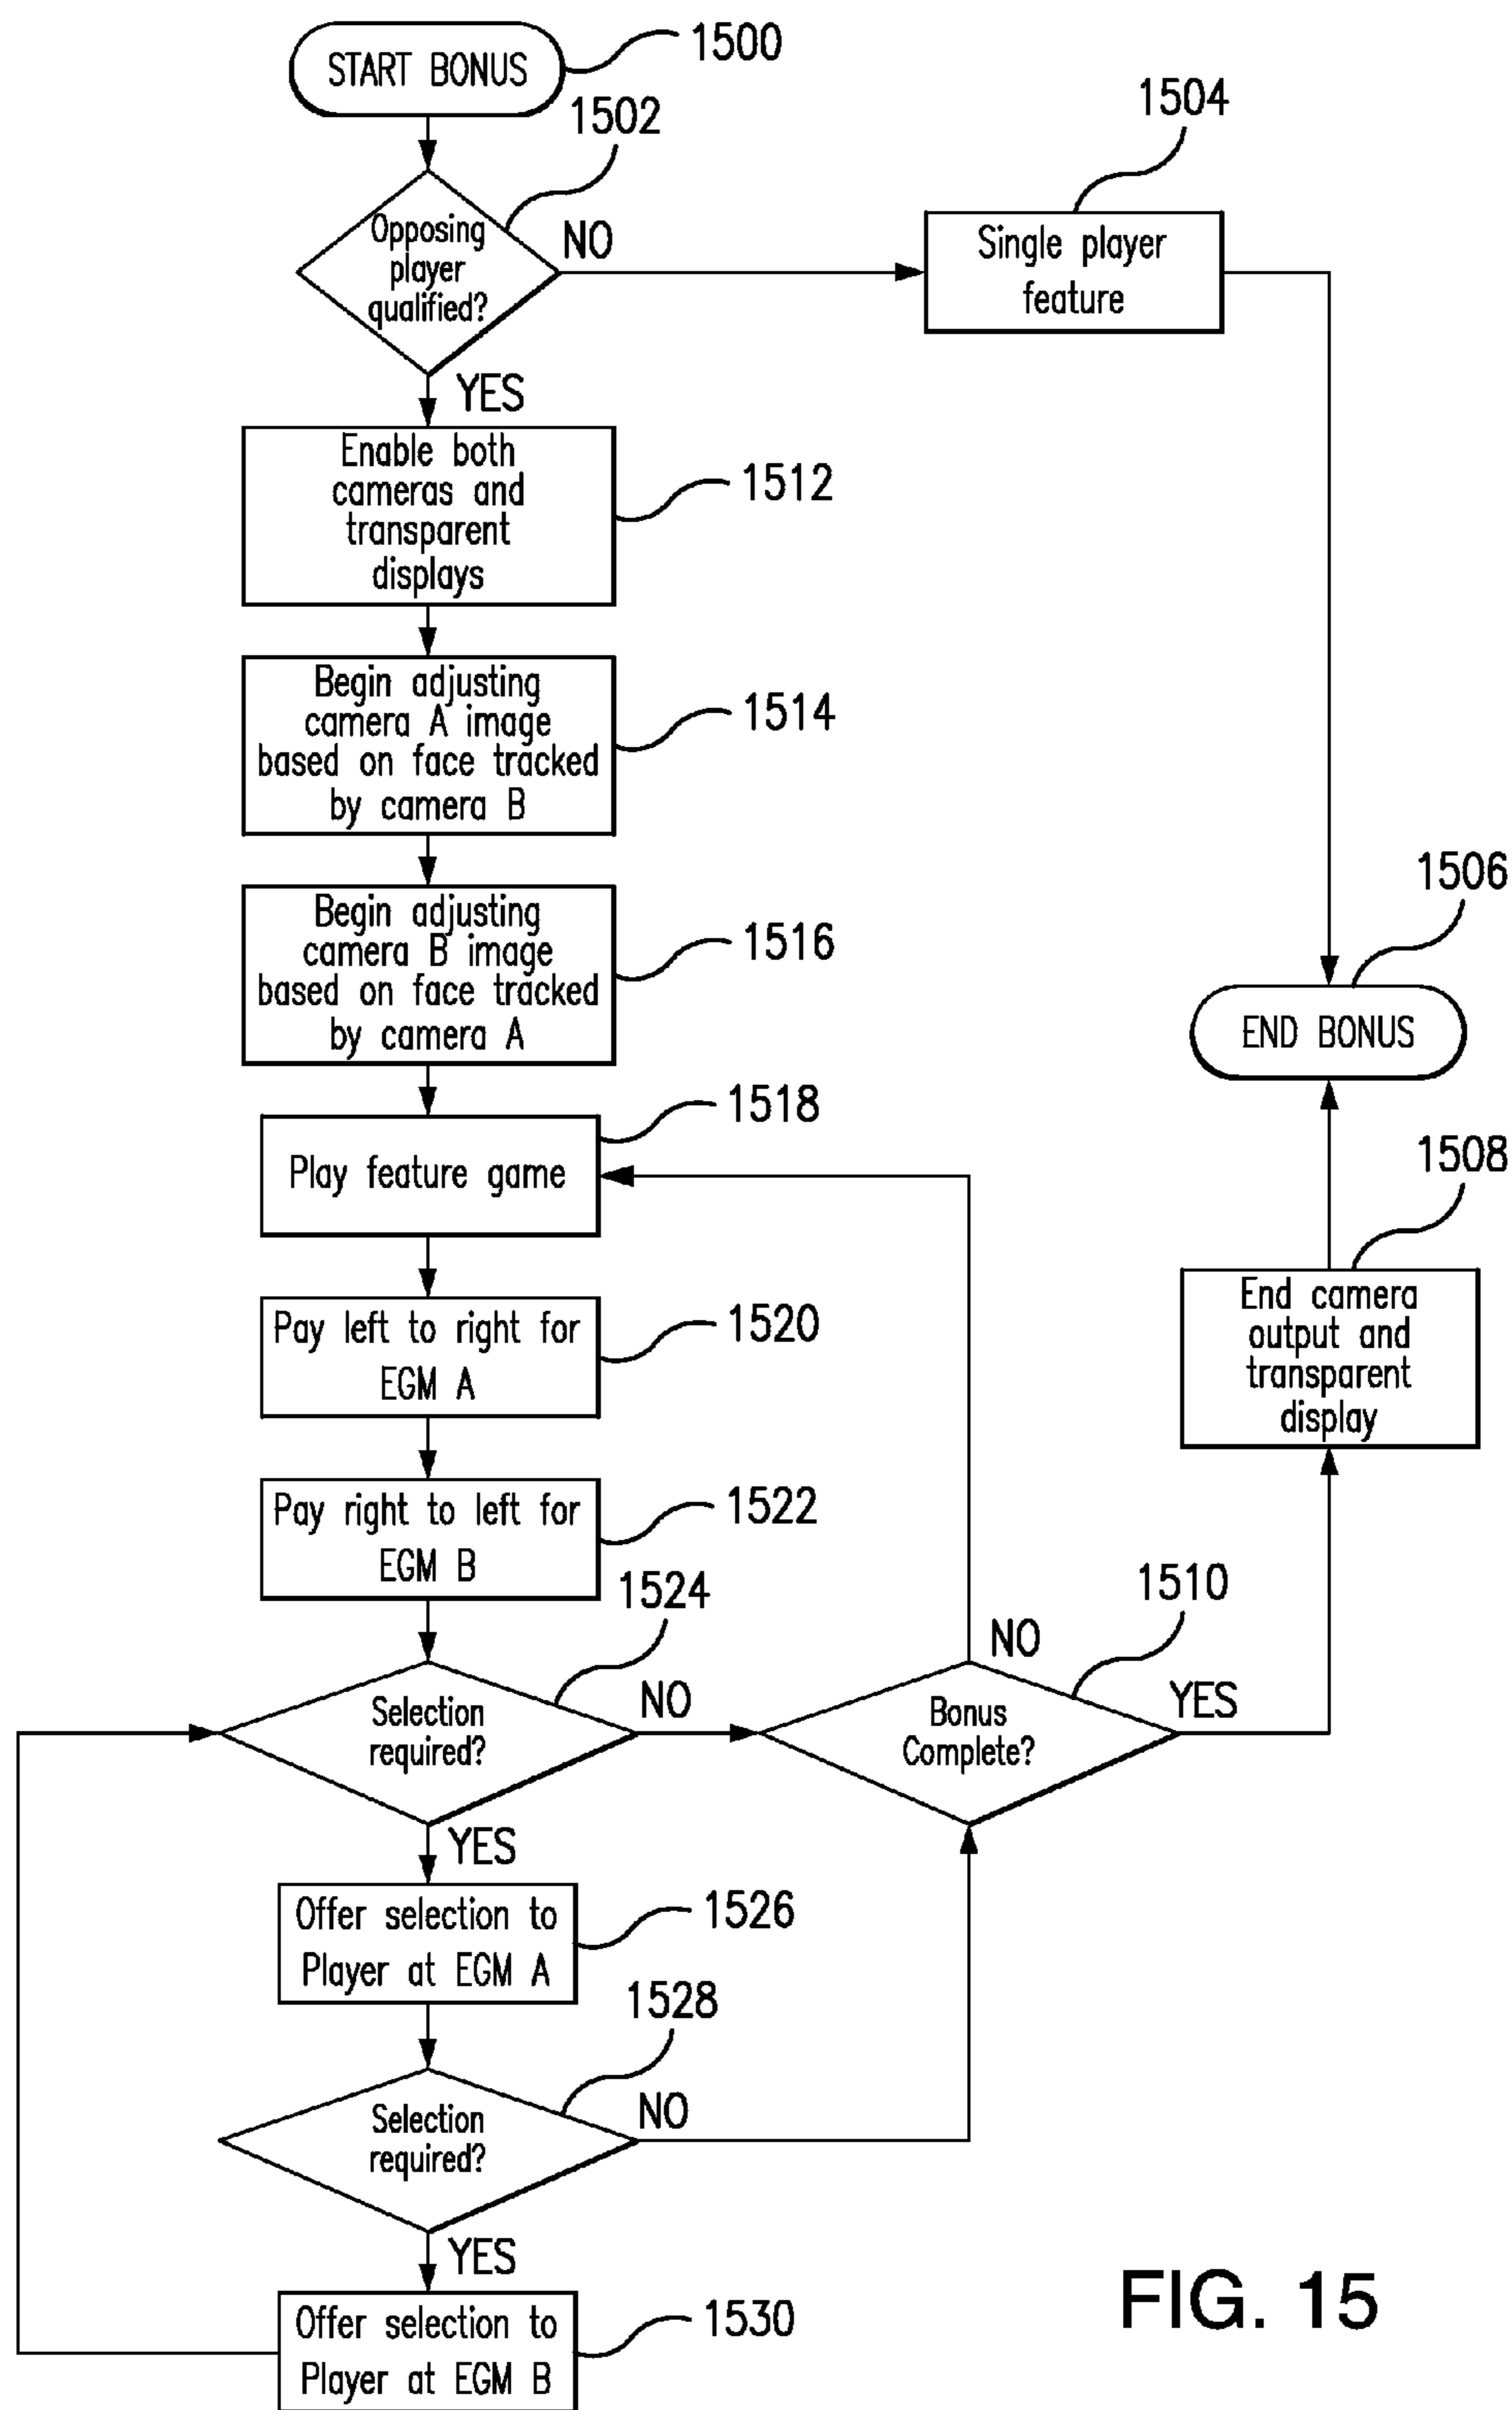 START BONUS
1500
1502
1504
Opposing
player
qualified?
NO
Single player
feature
YES
Enable both
cameras and
transparent
displays
1512
Begin adjusting
camera A image
based on face tracked
by camera B
1514
Begin adjusting
camera B image
based on face tracked
by camera A
1516
1506
END BONUS
1518
Play feature game
1508
End camera
output and
transparent
display
Pay left to right for
EGM A
1520
Pay right to left for
EGM B
1522
1524
Selection
required?
NO
1510
NO
Bonus
Complete?
YES
YES
Offer selection to
Player at EGM A
1526
1528
Selection
required?
NO
YES
Offer selection to
Player at EGM B
1530
FIG. 15